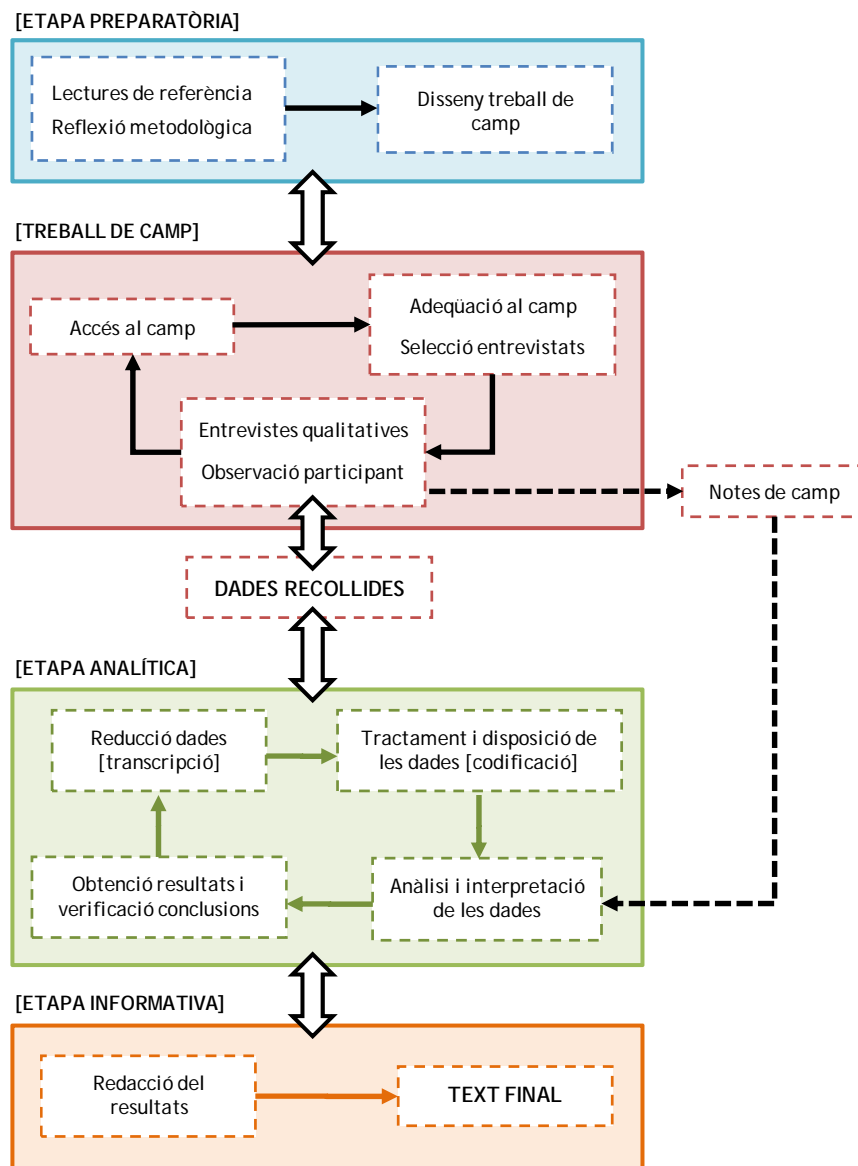 [ETAPA PREPARATÒRIA]
Lectures de referència
Reflexió metodològica
Disseny treball de
camp
[TREBALL DE CAMP]
Accés al camp
Adeqüació al camp
Selecció entrevistats
Entrevistes qualitatives
Observació participant
Notes de camp
DADES RECOLLIDES
[ETAPA ANALÍTICA]
Reducció dades
[transcripció]
Tractament i disposició de
les dades [codificació]
Obtenció resultats i
verificació conclusions
Anàlisi i interpretació
de les dades
[ETAPA INFORMATIVA]
Redacció del
resultats
TEXT FINAL